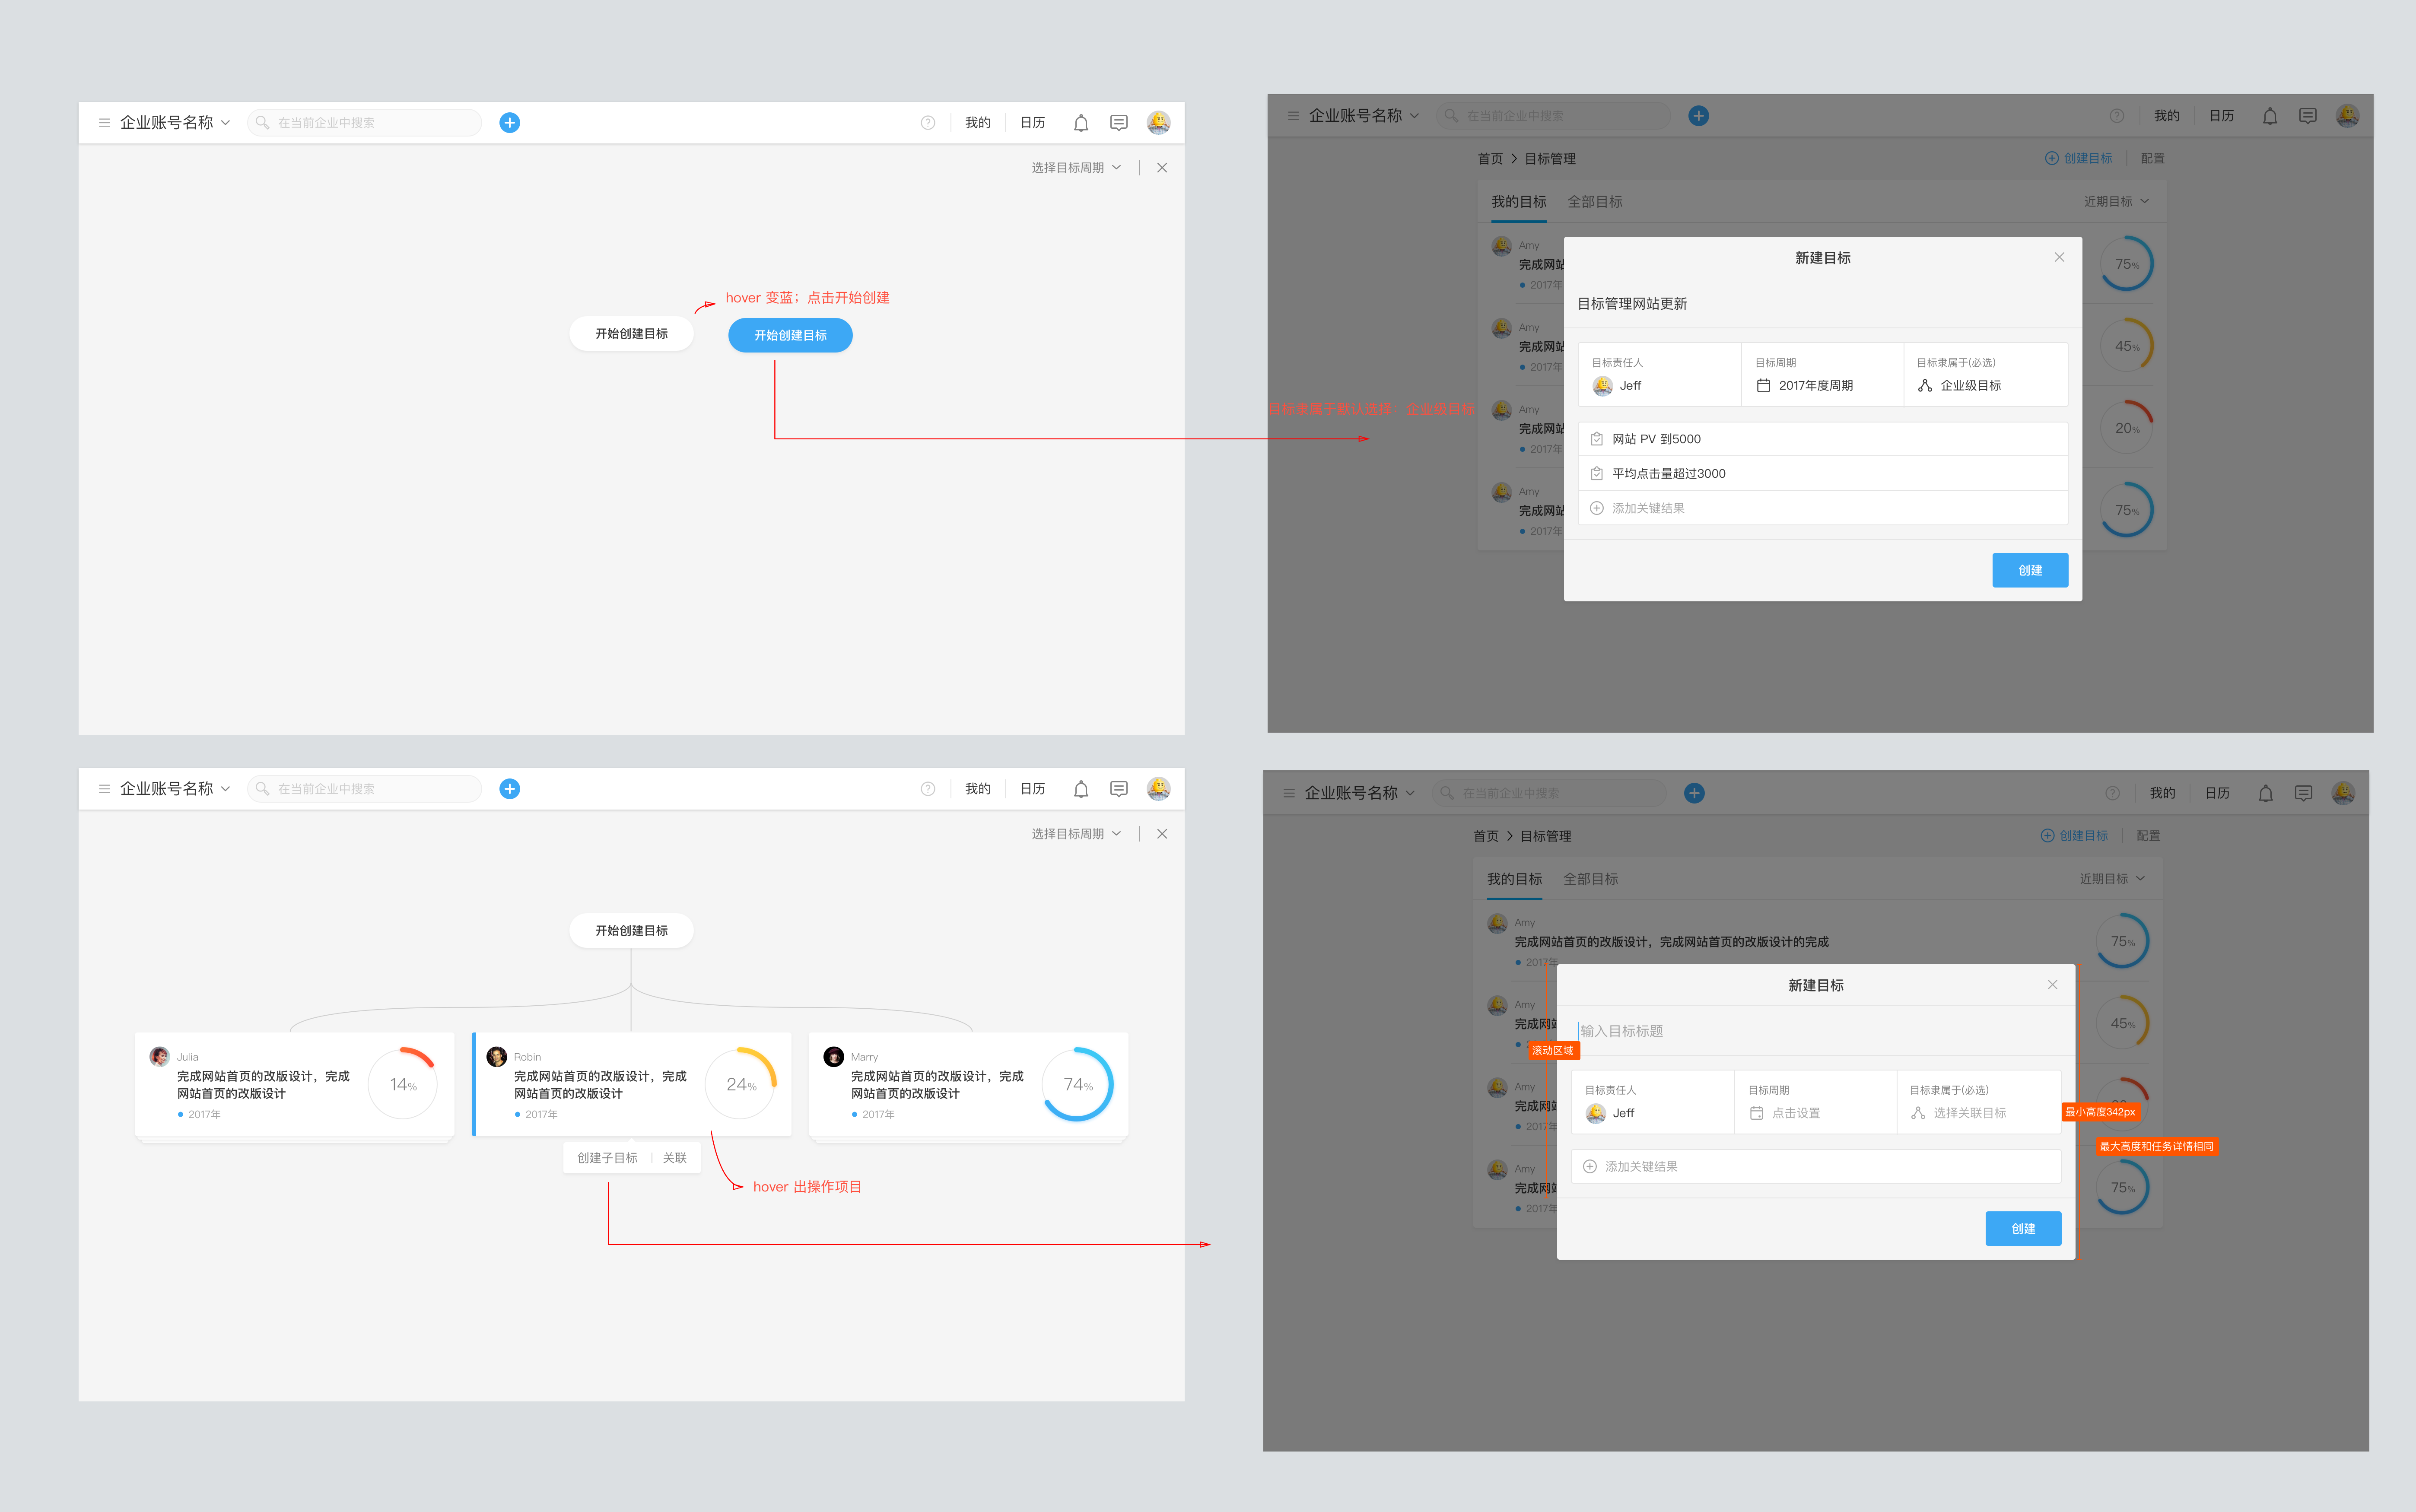 企业账号名称
在当前企业中搜索
我的
日历
选择目标周期
hover 变蓝；点击开始创建
开始创建目标
开始创建目标
企业账号名称
在当前企业中搜索
我的
日历
首页 > 目标管理
创建目标
配置
我的目标
全部目标
近期目标
Amy
完成网站
2017年
75%
Amy
完成网站
2017年
45%
Amy
完成网站
2017年
20%
Amy
完成网站
2017年
75%
目标隶属于默认选择 企业级目标
新建目标
目标管理网站更新
目标责任人
Jeff
目标周期
2017年度周期
目标隶属于(必选)
企业级目标
网站 PV 到5000
平均点击量超过3000
添加关键结果
创建
企业账号名称
在当前企业中搜索
我的
日历
选择目标周期
开始创建目标
Julia
完成网站首页的改版设计，完成
网站首页的改版设计
2017年
14%
Robin
完成网站首页的改版设计，完成
网站首页的改版设计
2017年
24%
Marry
完成网站首页的改版设计，完成
网站首页的改版设计
2017年
74%
创建子目标
关联
hover 出操作项目
企业账号名称
在当前企业中搜索
我的
日历
首页 > 目标管理
创建目标
配置
我的目标
全部目标
近期目标
Amy
完成网站首页的改版设计，完成网站首页的改版设计的完成
2017年
75%
Amy
完成网站
45%
Amy
完成网站
2017年
Amy
完成网站
2017年
75%
新建目标
输入目标标题
滚动区域
目标责任人
Jeff
目标周期
点击设置
目标隶属于(必选)
选择关联目标
最小高度342px
最大高度和任务详情相同
添加关键结果
创建